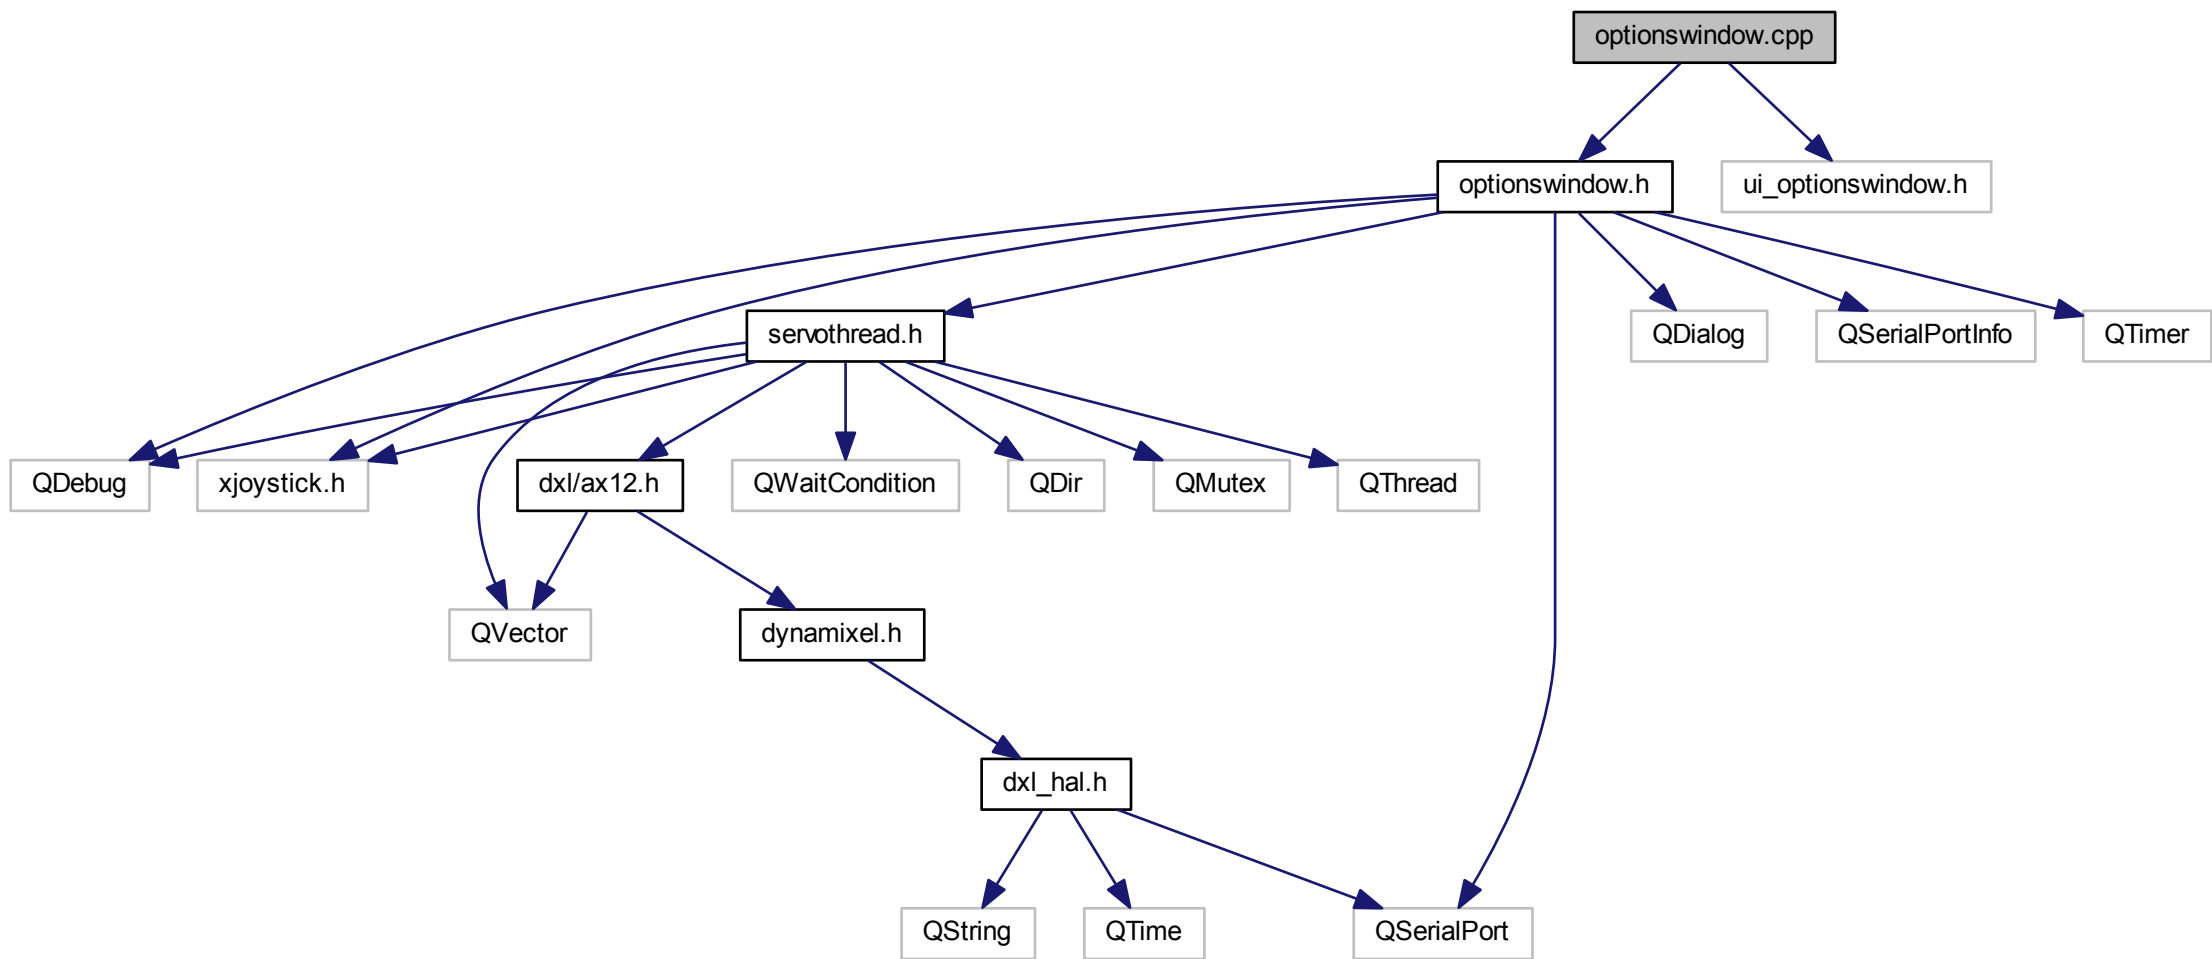 optionswindow.cpp
optionswindow.h
ui_optionswindow.h
servothread.h
QDialog
QSerialPortInfo
QTimer
QDebug
xjoystick.h
dxl/ax12.h
QWaitCondition
QDir
QMutex
QThread
QVector
dynamixel.h
dxl_hal.h
QString
QTime
QSerialPort